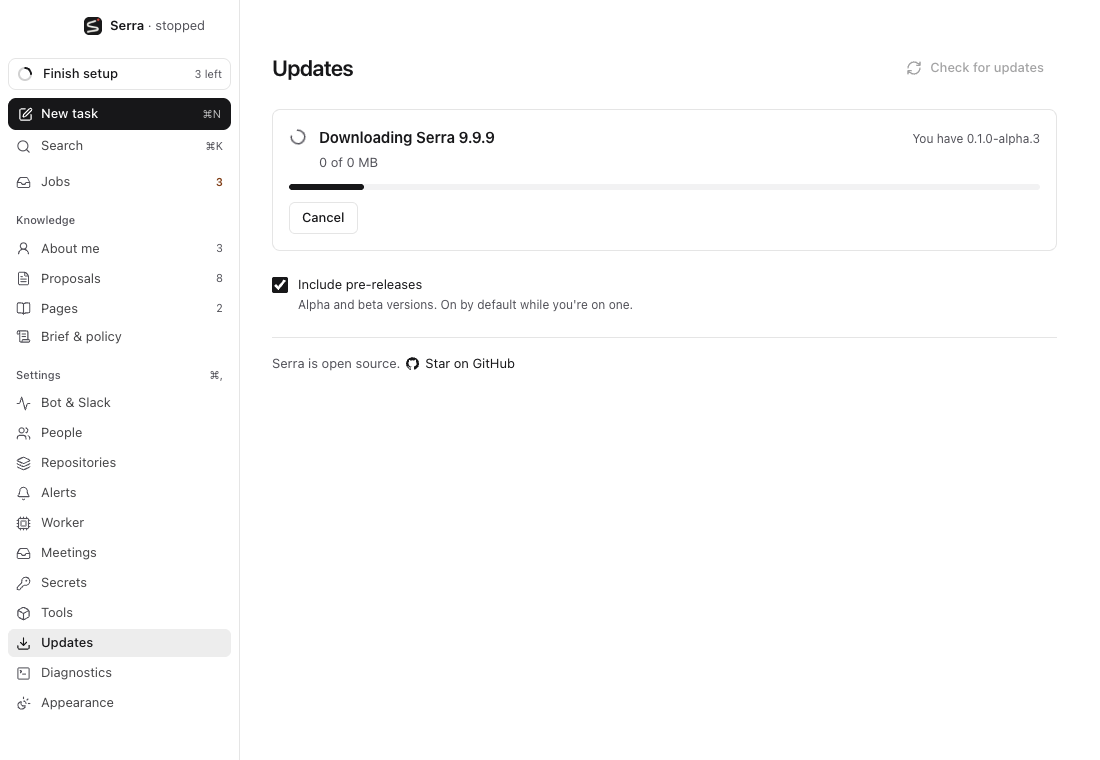 Serra · stopped
Finish setup 3 left
New task ⌘N
Search ⌘K
Jobs 3
Knowledge
About me 3
Proposals 8
Pages 2
Brief & policy
Settings ⌘,
Bot & Slack
People
Repositories
Alerts
Worker
Meetings
Secrets
Tools
Updates
Diagnostics
Appearance
Updates
Check for updates
Downloading Serra 9.9.9
You have 0.1.0-alpha.3
0 of 0 MB
Cancel
Include pre-releases
Alpha and beta versions. On by default while you're on one.
Serra is open source. Star on GitHub